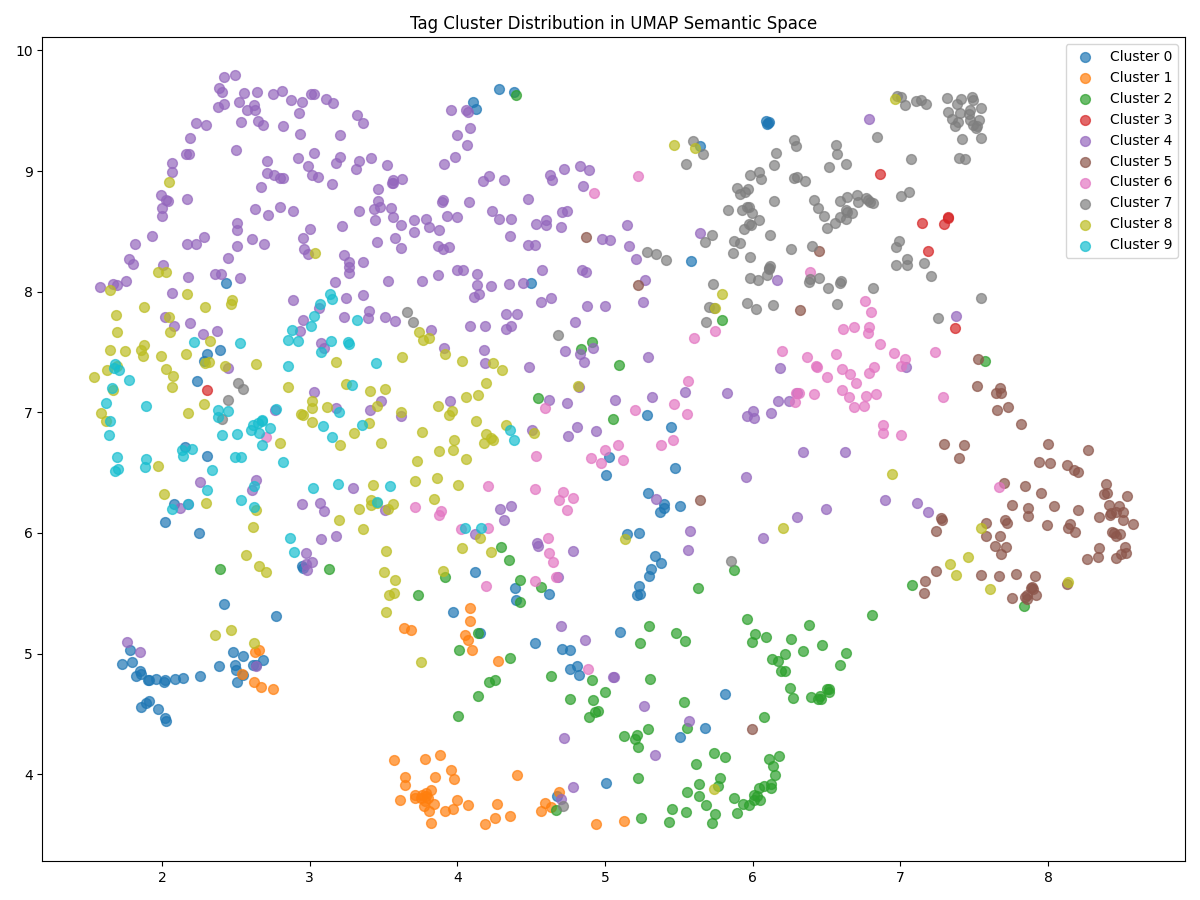 Tag Cluster Distribution in UMAP Semantic Space
10
9
8
7
6
5
4
2
3
4
5
6
7
8
Cluster 0
Cluster 1
Cluster 2
Cluster 3
Cluster 4
Cluster 5
Cluster 6
Cluster 7
Cluster 8
Cluster 9